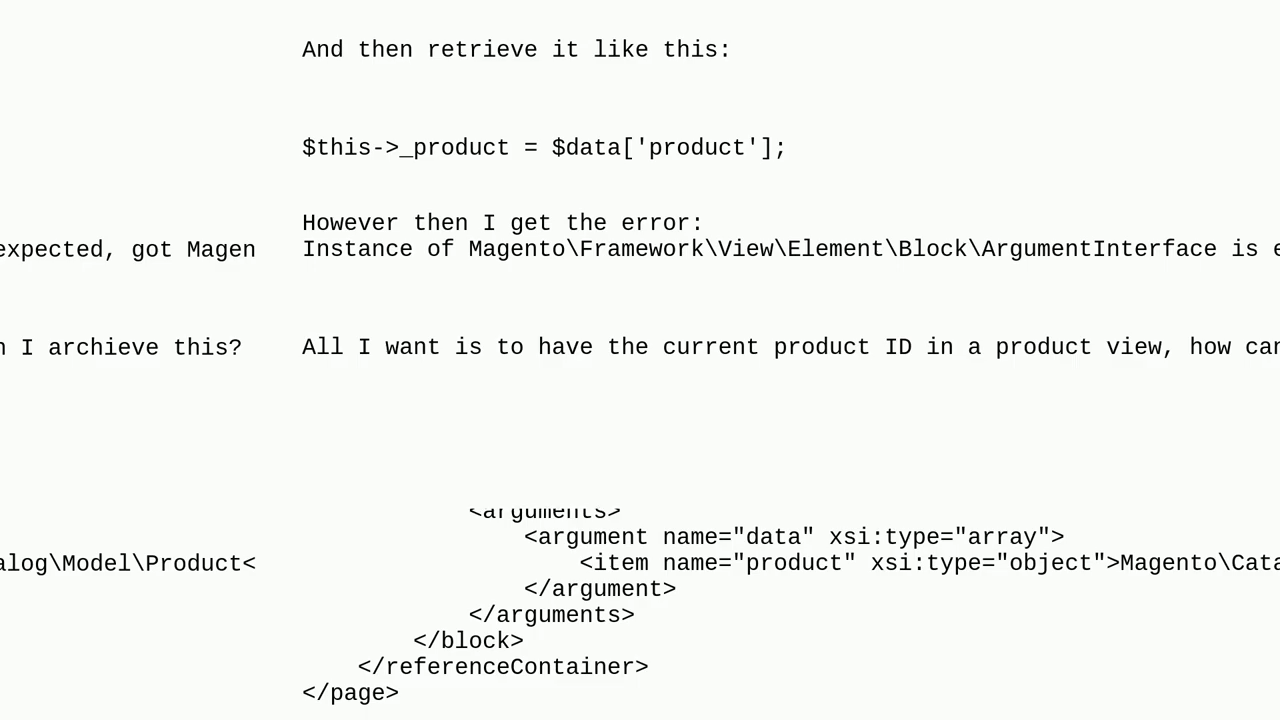 And then retrieve it like this:
$this->_product = $data['product'];
However then I get the error:
expected, got Magen
Instance of Magento\Framework\View\Element\Block\ArgumentInterface is e
n I archieve this?
All I want is to have the current product ID in a product view, how can
<arguments>
<argument name="data" xsi:type="array">
alog\Model\Product<
<item name="product" xsi:type="object">Magento\Cata
</argument>
</arguments>
</block>
</referenceContainer>
</page>